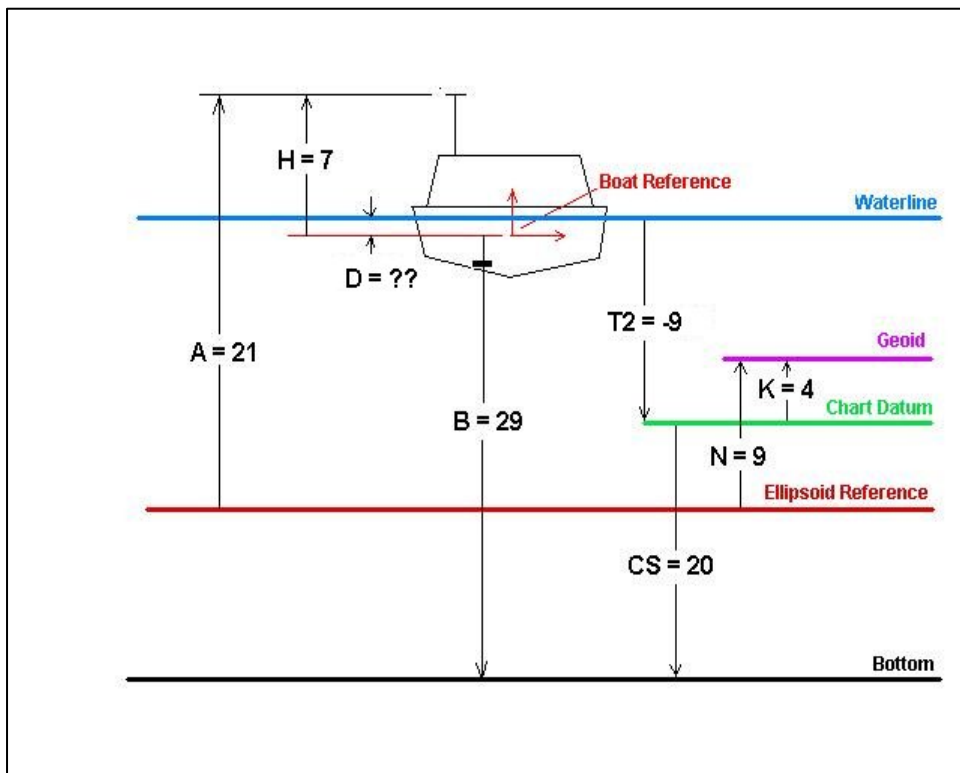 H = 7
Boat Reference
Waterline
D = ??
T2 = -9
A = 21
Geoid
K = 4
Chart Datum
B = 29
N = 9
Ellipsoid Reference
CS = 20
Bottom